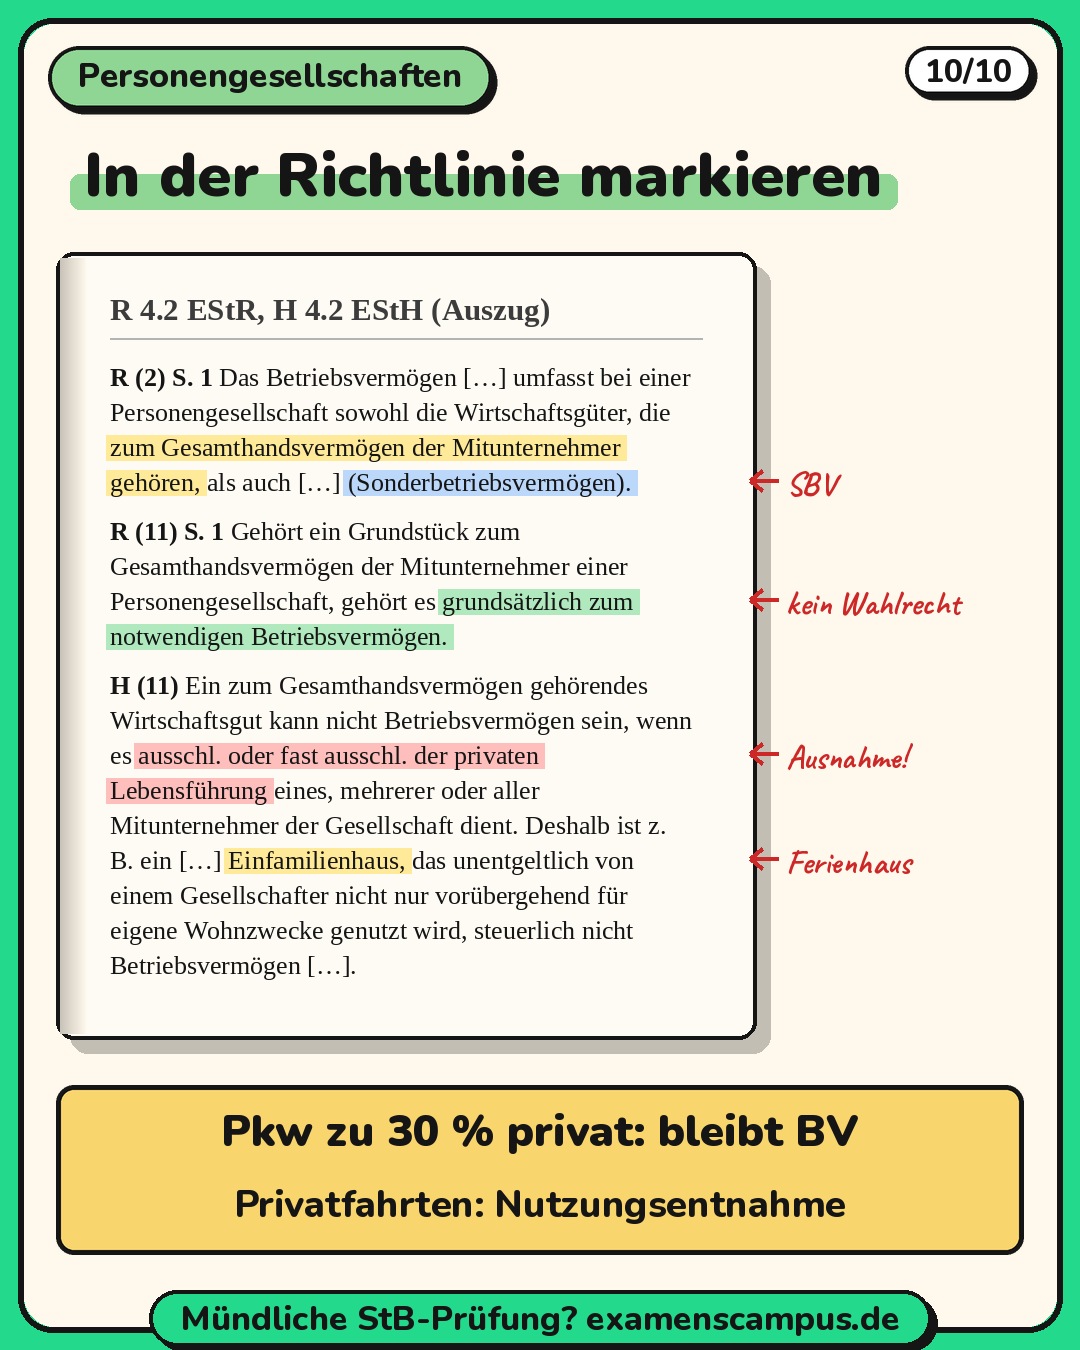 Personengesellschaften
10/10
In der Richtlinie markieren
R 4.2 EStR, H 4.2 EStH (Auszug)
R (2) S. 1 Das Betriebsvermögen […] umfasst bei einer
Personengesellschaft sowohl die Wirtschaftsgüter, die
zum Gesamthandsvermögen der Mitunternehmer
gehören, als auch […] (Sonderbetriebsvermögen).
SBV
R (11) S. 1 Gehört ein Grundstück zum
Gesamthandsvermögen der Mitunternehmer einer
Personengesellschaft, gehört es grundsätzlich zum
kein Wahlrecht
notwendigen Betriebsvermögen.
H (11) Ein zum Gesamthandsvermögen gehörendes
Wirtschaftsgut kann nicht Betriebsvermögen sein, wenn
es ausschl. oder fast ausschl. der privaten
Ausnahme!
Lebensführung eines, mehrerer oder aller
Mitunternehmer der Gesellschaft dient. Deshalb ist z.
B. ein […] Einfamilienhaus, das unentgeltlich von
Ferienhaus
einem Gesellschafter nicht nur vorübergehend für
eigene Wohnzwecke genutzt wird, steuerlich nicht
Betriebsvermögen […].
Pkw zu 30 % privat: bleibt BV
Privatfahrten: Nutzungsentnahme
Mündliche StB-Prüfung? examenscampus.de